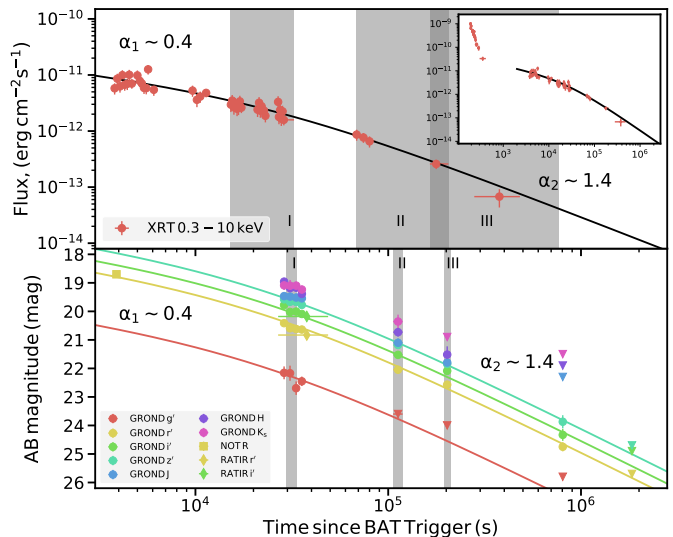 10⁻¹⁰
10⁻¹¹
10⁻¹²
10⁻¹³
10⁻¹⁴
Flux, (erg cm⁻²s⁻¹)
α₁ ~ 0.4
α₂ ~ 1.4
I
II
III
XRT 0.3 − 10 keV
10⁻⁹
10⁻¹⁰
10⁻¹¹
10⁻¹²
10⁻¹³
10⁻¹⁴
10³
10⁴
10⁵
10⁶
18
19
20
21
22
23
24
25
26
AB magnitude (mag)
I
II
III
α₁ ~ 0.4
α₂ ~ 1.4
GROND g′
GROND r′
GROND i′
GROND z′
GROND J
GROND H
GROND Kₛ
NOT R
RATIR r′
RATIR i′
10⁴
10⁵
10⁶
Time since BAT Trigger (s)